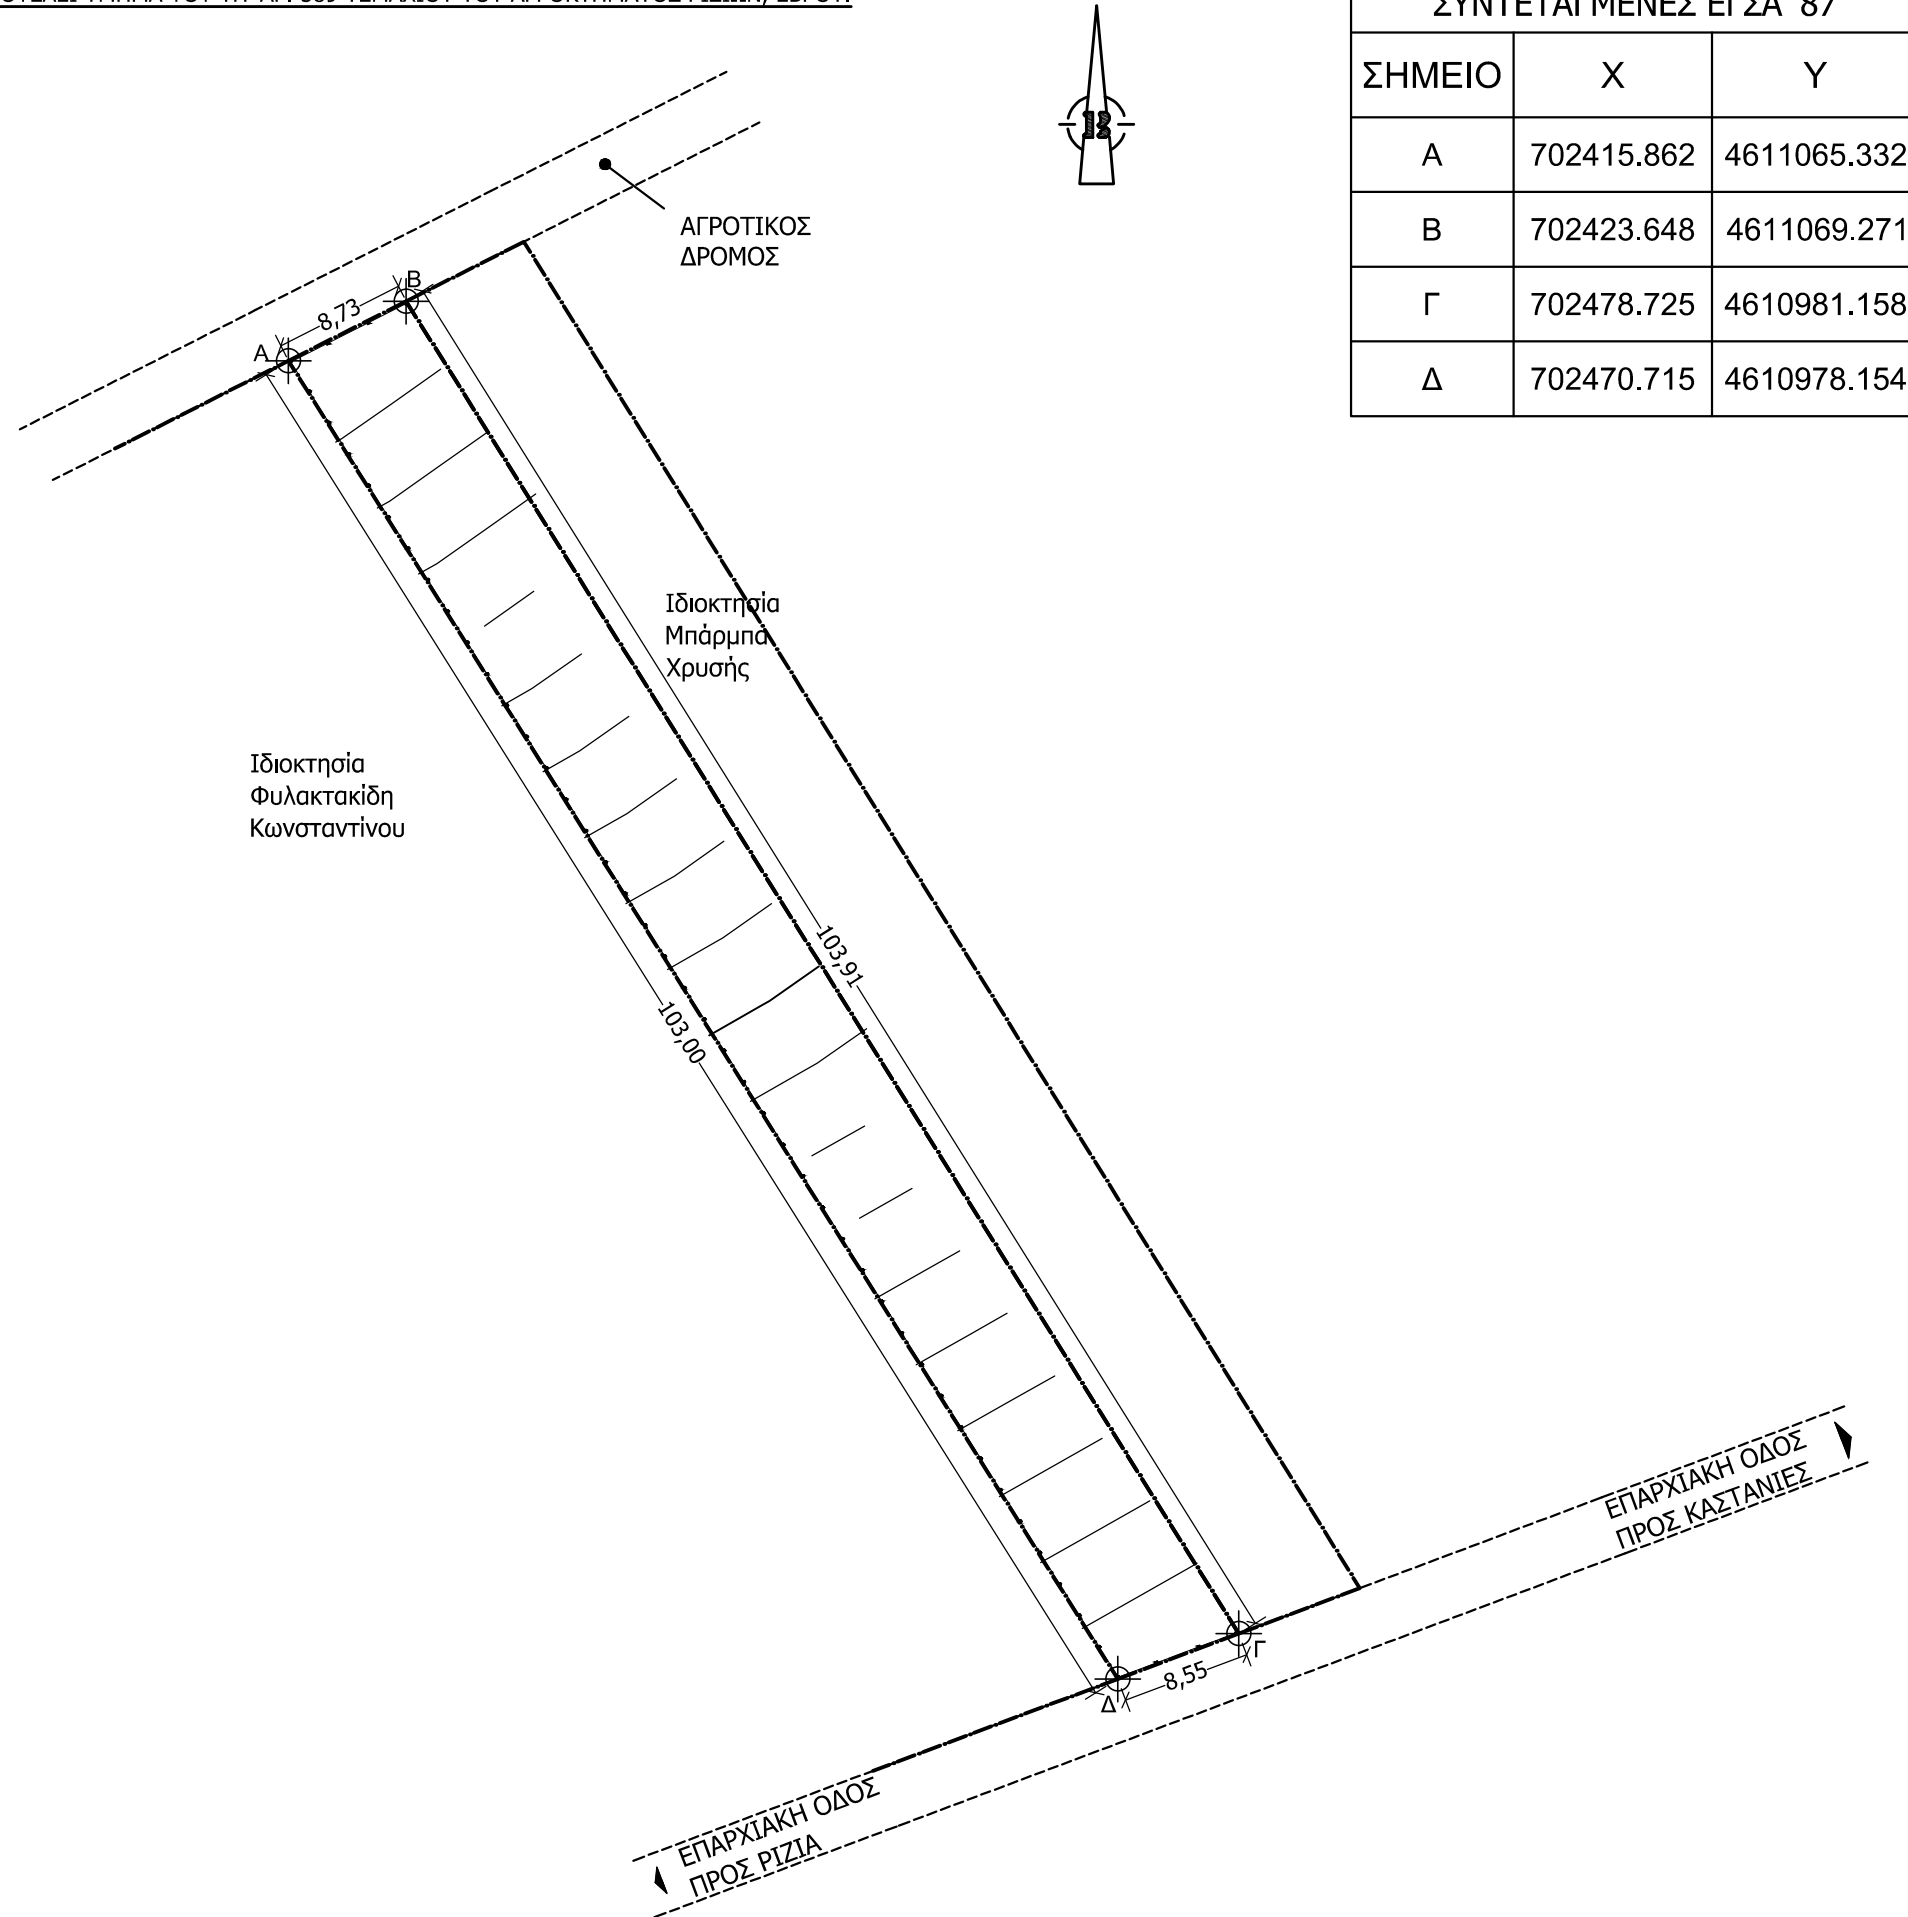 ΣΥΝΤΕΤΑΓΜΕΝΕΣ ΕΓΣΑ '87
ΣΗΜΕΙΟ X Y
Α 702415.862 4611065.332
Β 702423.648 4611069.271
Γ 702478.725 4610981.158
Δ 702470.715 4610978.154
ΑΓΡΟΤΙΚΟΣ
ΔΡΟΜΟΣ
Β
8,73
Α
Ιδιοκτησία
Μπάρμπα
Χρυσής
Ιδιοκτησία
Φυλακτακίδη
Κωνσταντίνου
103,91
103,00
ΕΠΑΡΧΙΑΚΗ ΟΔΟΣ
ΠΡΟΣ ΚΑΣΤΑΝΙΕΣ
Γ
8,55
Δ
ΕΠΑΡΧΙΑΚΗ ΟΔΟΣ
ΠΡΟΣ ΡΙΖΙΑ